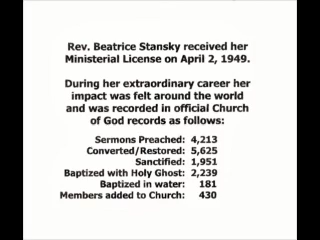 Rev. Beatrice Stansky received her
Ministerial License on April 2, 1949.
During her extraordinary career her
impact was felt around the world
and was recorded in official Church
of God records as follows:
Sermons Preached: 4,213
Converted/Restored: 5,625
Sanctified: 1,951
Baptized with Holy Ghost: 2,239
Baptized in water: 181
Members added to Church: 430